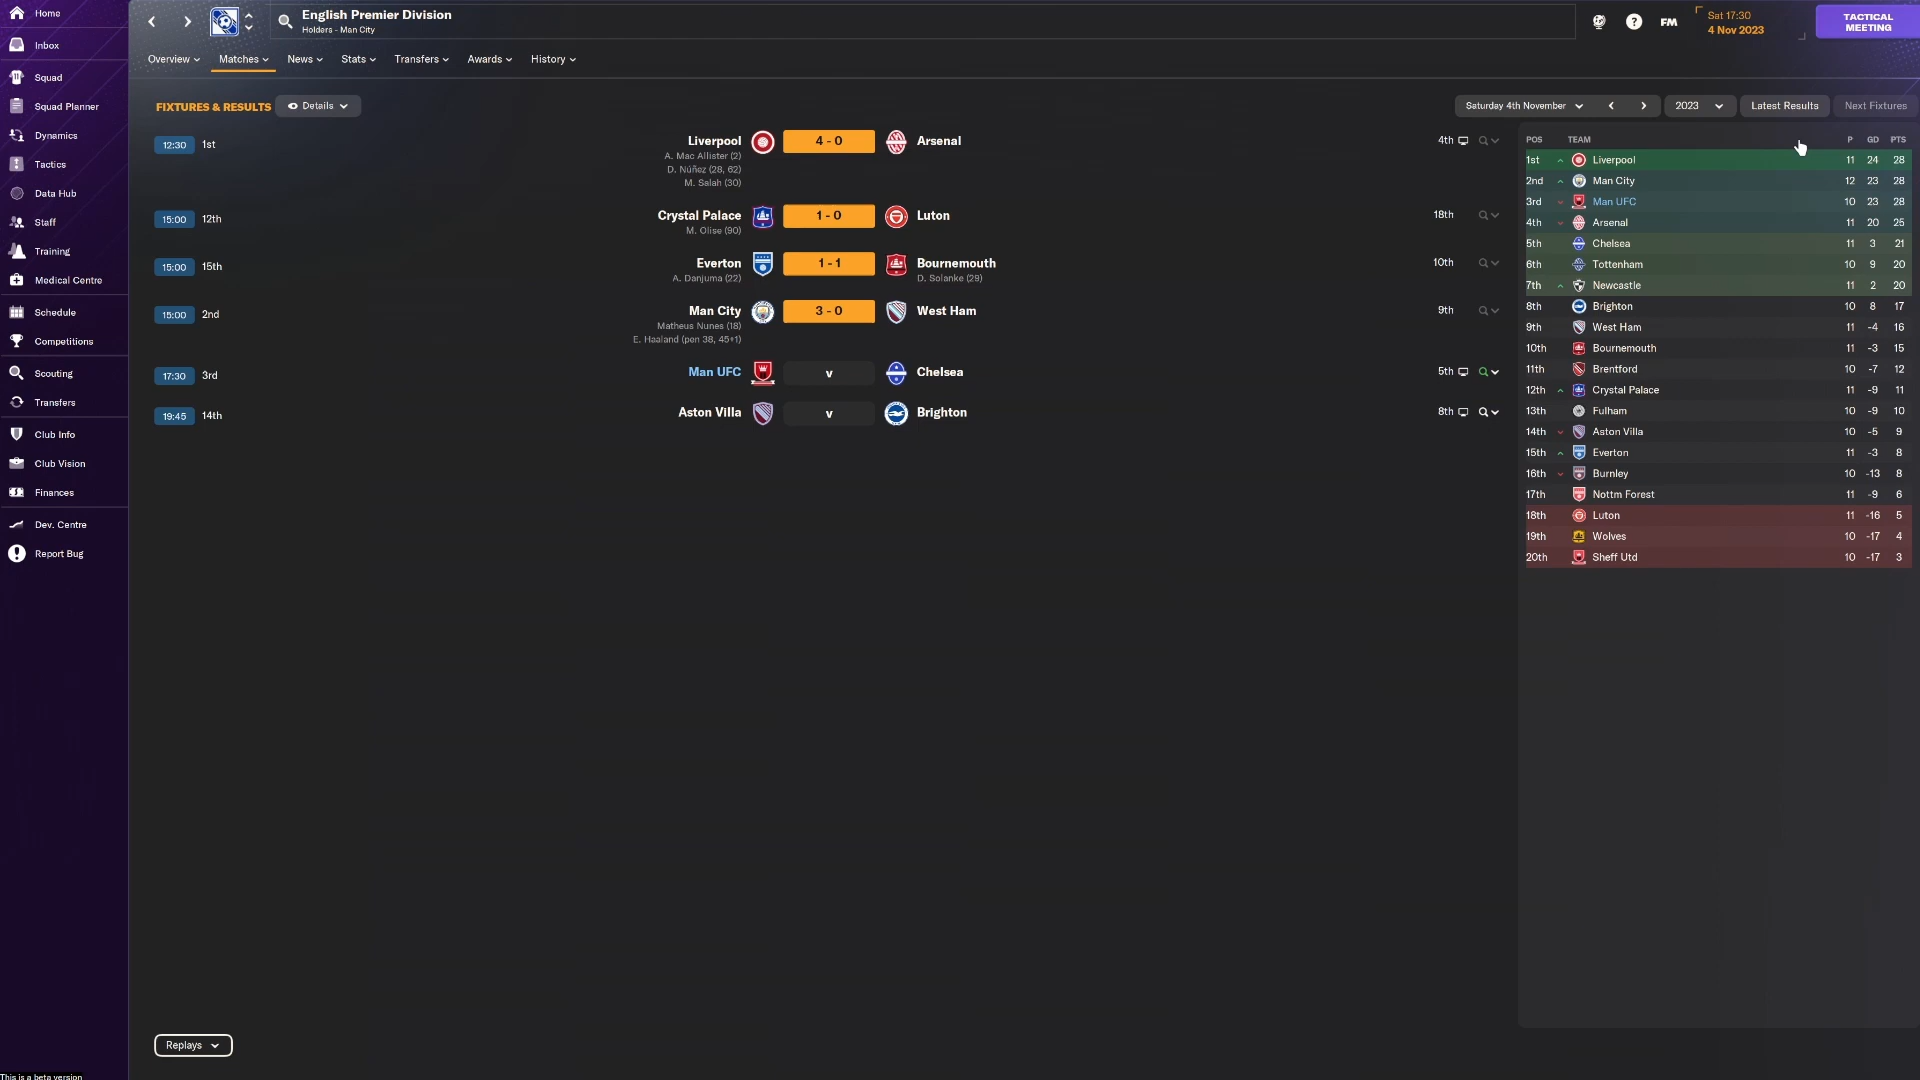 Home
Inbox
Squad
Squad Planner
Dynamics
Tactics
Data Hub
Staff
Training
Medical Centre
Schedule
Competitions
Scouting
Transfers
Club Info
Club Vision
Finances
Dev. Centre
Report Bug
This is a beta version
English Premier Division
Holders - Man City
FM
Sat 17:30
4 Nov 2023
TACTICAL
MEETING
Overview Matches News Stats Transfers Awards History
FIXTURES & RESULTS Details
Saturday 4th November 2023 Latest Results Next Fixtures
12:30 1st Liverpool 4 - 0 Arsenal 4th
A. Mac Allister (2)
D. Núñez (28, 62)
M. Salah (30)
15:00 12th Crystal Palace 1 - 0 Luton 18th
M. Olise (90)
15:00 15th Everton 1 - 1 Bournemouth 10th
A. Danjuma (22) D. Solanke (29)
15:00 2nd Man City 3 - 0 West Ham 9th
Matheus Nunes (18)
E. Haaland (pen 38, 45+1)
17:30 3rd Man UFC v Chelsea 5th
19:45 14th Aston Villa v Brighton 8th
Replays
POS TEAM P GD PTS
1st Liverpool 11 24 28
2nd Man City 12 23 28
3rd Man UFC 10 23 28
4th Arsenal 11 20 25
5th Chelsea 11 3 21
6th Tottenham 10 9 20
7th Newcastle 11 2 20
8th Brighton 10 8 17
9th West Ham 11 -4 16
10th Bournemouth 11 -3 15
11th Brentford 10 -7 12
12th Crystal Palace 11 -9 11
13th Fulham 10 -9 10
14th Aston Villa 10 -5 9
15th Everton 11 -3 8
16th Burnley 10 -13 8
17th Nottm Forest 11 -9 6
18th Luton 11 -16 5
19th Wolves 10 -17 4
20th Sheff Utd 10 -17 3